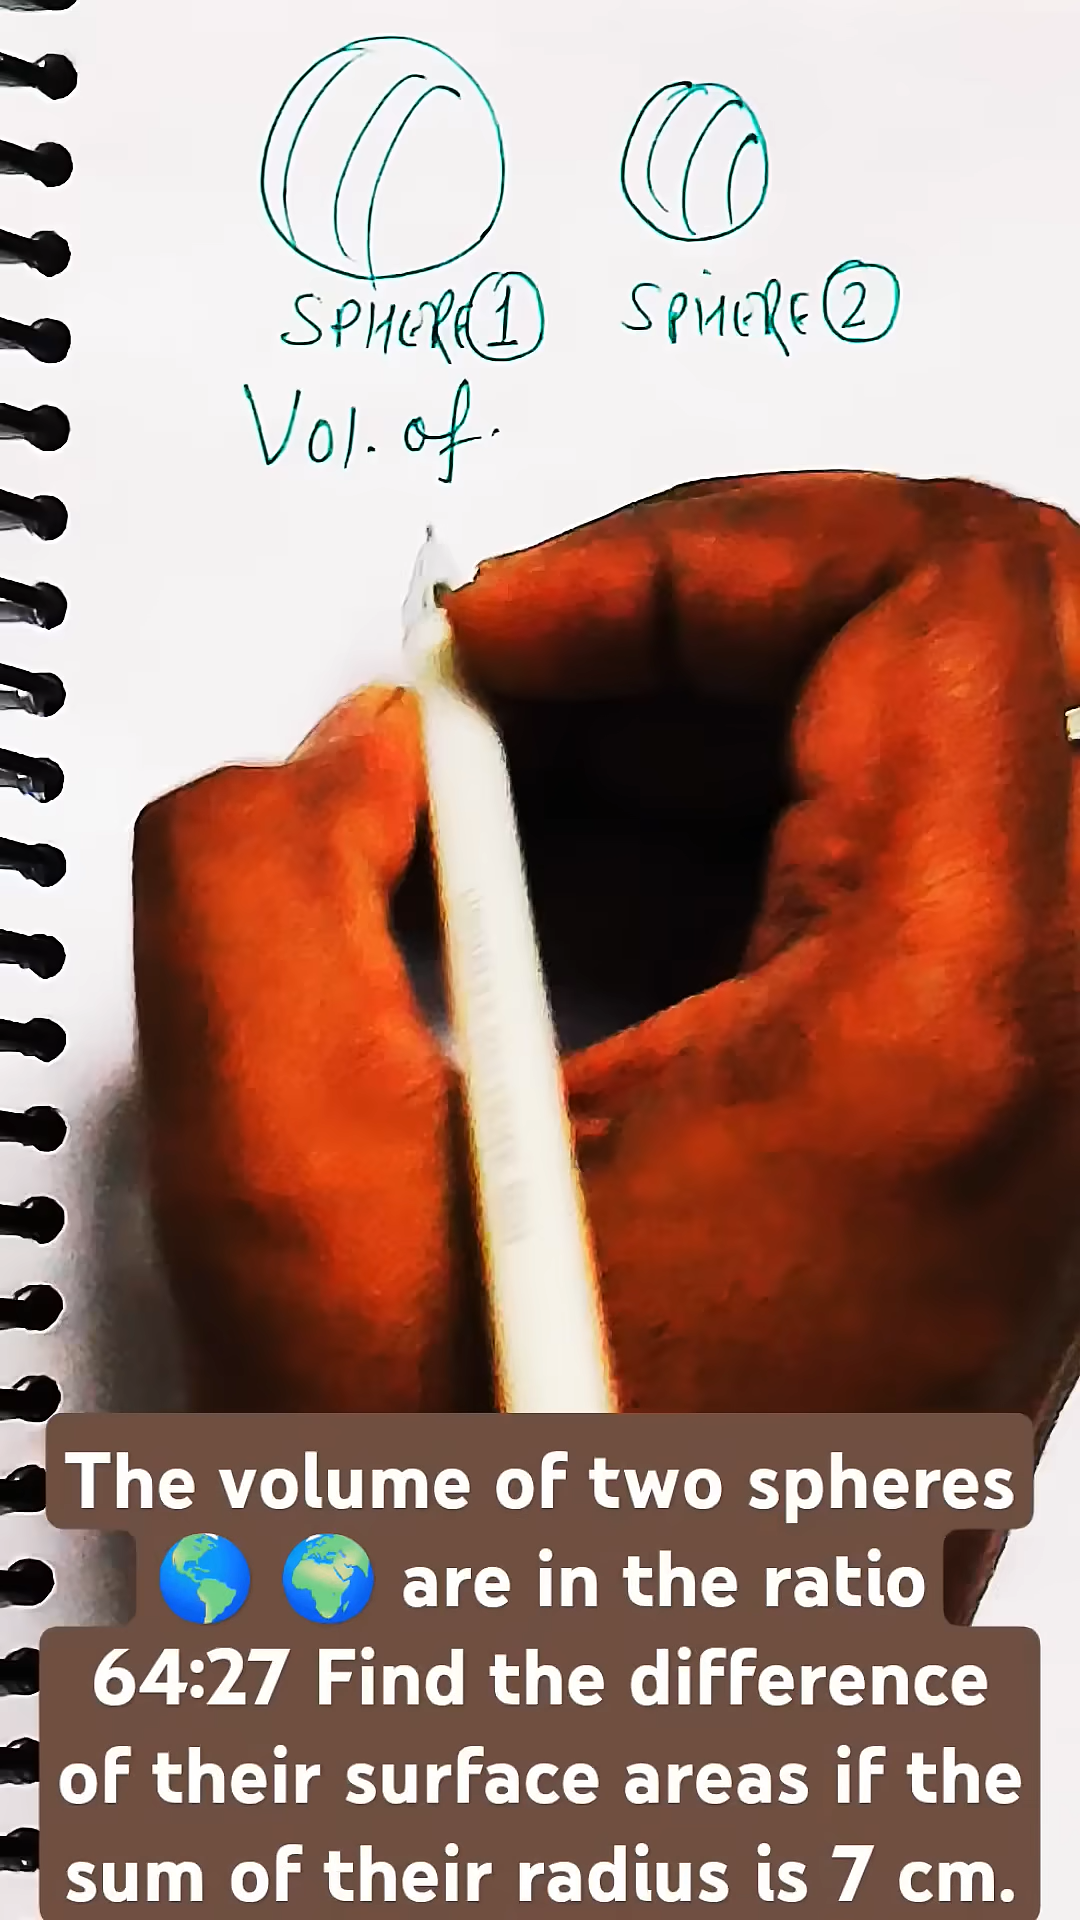 SPHERE 1 SPHERE 2
Vol. of
The volume of two spheres
🌎 🌍 are in the ratio
64:27 Find the difference
of their surface areas if the
sum of their radius is 7 cm.